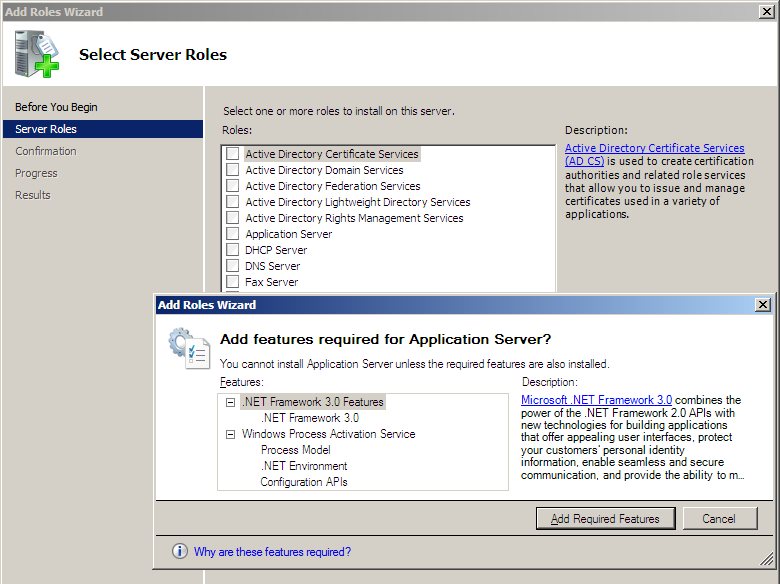 Add Roles Wizard
Select Server Roles
Before You Begin
Server Roles
Confirmation
Progress
Results
Select one or more roles to install on this server.
Roles:
Active Directory Certificate Services
Active Directory Domain Services
Active Directory Federation Services
Active Directory Lightweight Directory Services
Active Directory Rights Management Services
Application Server
DHCP Server
DNS Server
Fax Server
Description:
Active Directory Certificate Services
(AD CS) is used to create certification
authorities and related role services
that allow you to issue and manage
certificates used in a variety of
applications.
Add Roles Wizard
Add features required for Application Server?
You cannot install Application Server unless the required features are also installed.
Features:
.NET Framework 3.0 Features
.NET Framework 3.0
Windows Process Activation Service
Process Model
.NET Environment
Configuration APIs
Description:
Microsoft .NET Framework 3.0 combines the
power of the .NET Framework 2.0 APIs with
new technologies for building applications
that offer appealing user interfaces, protect
your customers' personal identity
information, enable seamless and secure
communication, and provide the ability to m...
Add Required Features
Cancel
Why are these features required?